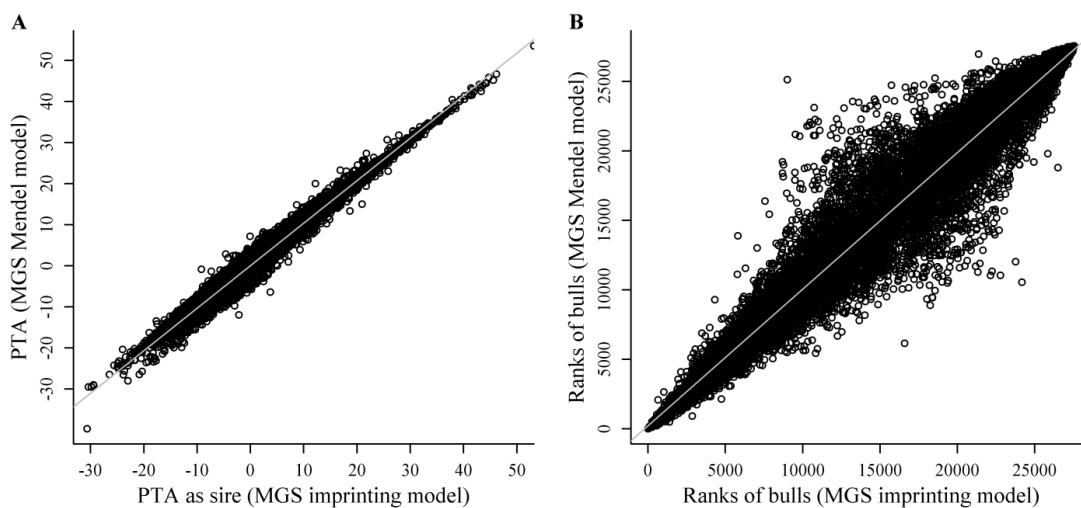 A
PTA (MGS Mendel model)
50
40
30
20
10
0
-10
-20
-30
-30 -20 -10 0 10 20 30 40 50
PTA as sire (MGS imprinting model)
B
Ranks of bulls (MGS Mendel model)
25000
20000
15000
10000
5000
0
0 5000 10000 15000 20000 25000
Ranks of bulls (MGS imprinting model)